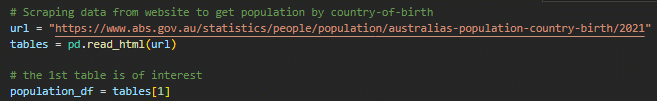 # Scraping data from website to get population by country-of-birth
url = "https://www.abs.gov.au/statistics/people/population/australias-population-country-birth/2021"
tables = pd.read_html(url)
# the 1st table is of interest
population_df = tables[1]